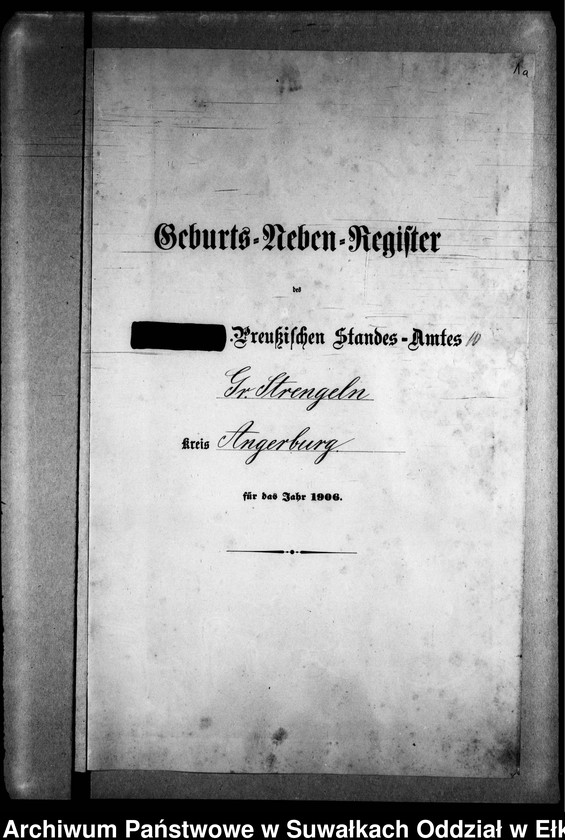 1a
Geburts-Neben-Register
des
Preußischen Standes-Amtes 10
Gr. Strengeln
Kreis Angerburg.
für das Jahr 1906.
Archiwum Państwowe w Suwałkach Oddział w Ełk